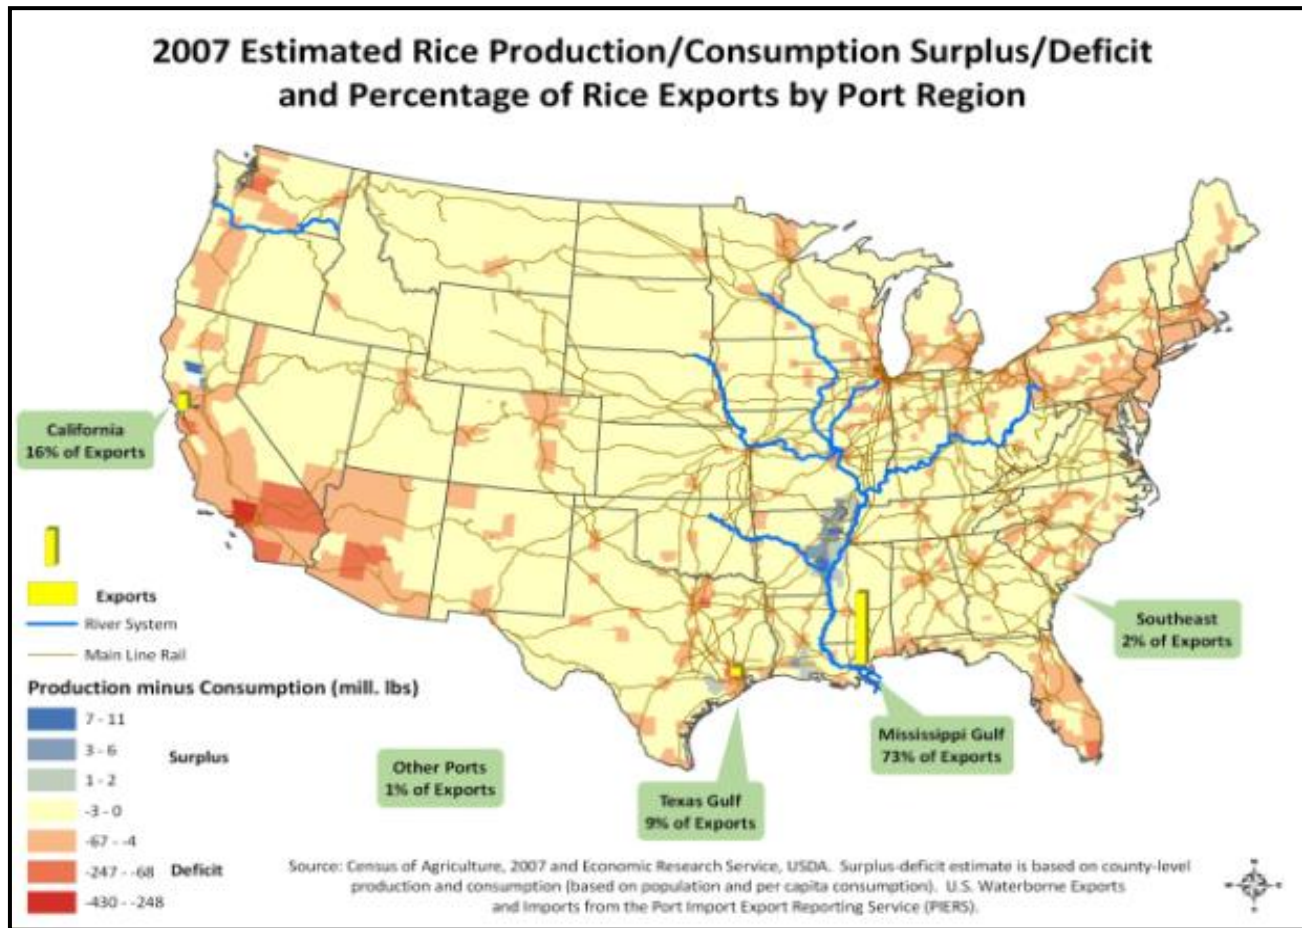 2007 Estimated Rice Production/Consumption Surplus/Deficit
and Percentage of Rice Exports by Port Region
California
16% of Exports
Exports
River System
Main Line Rail
Production minus Consumption (mill. lbs)
7 - 11
3 - 6
Surplus
1 - 2
-3 - 0
-67 - -4
-247 - -68
Deficit
-430 - -248
Other Ports
1% of Exports
Texas Gulf
9% of Exports
Mississippi Gulf
73% of Exports
Southeast
2% of Exports
Source: Census of Agriculture, 2007 and Economic Research Service, USDA. Surplus-deficit estimate is based on county-level
production and consumption (based on population and per capita consumption). U.S. Waterborne Exports
and Imports from the Port Import Export Reporting Service (PIERS).